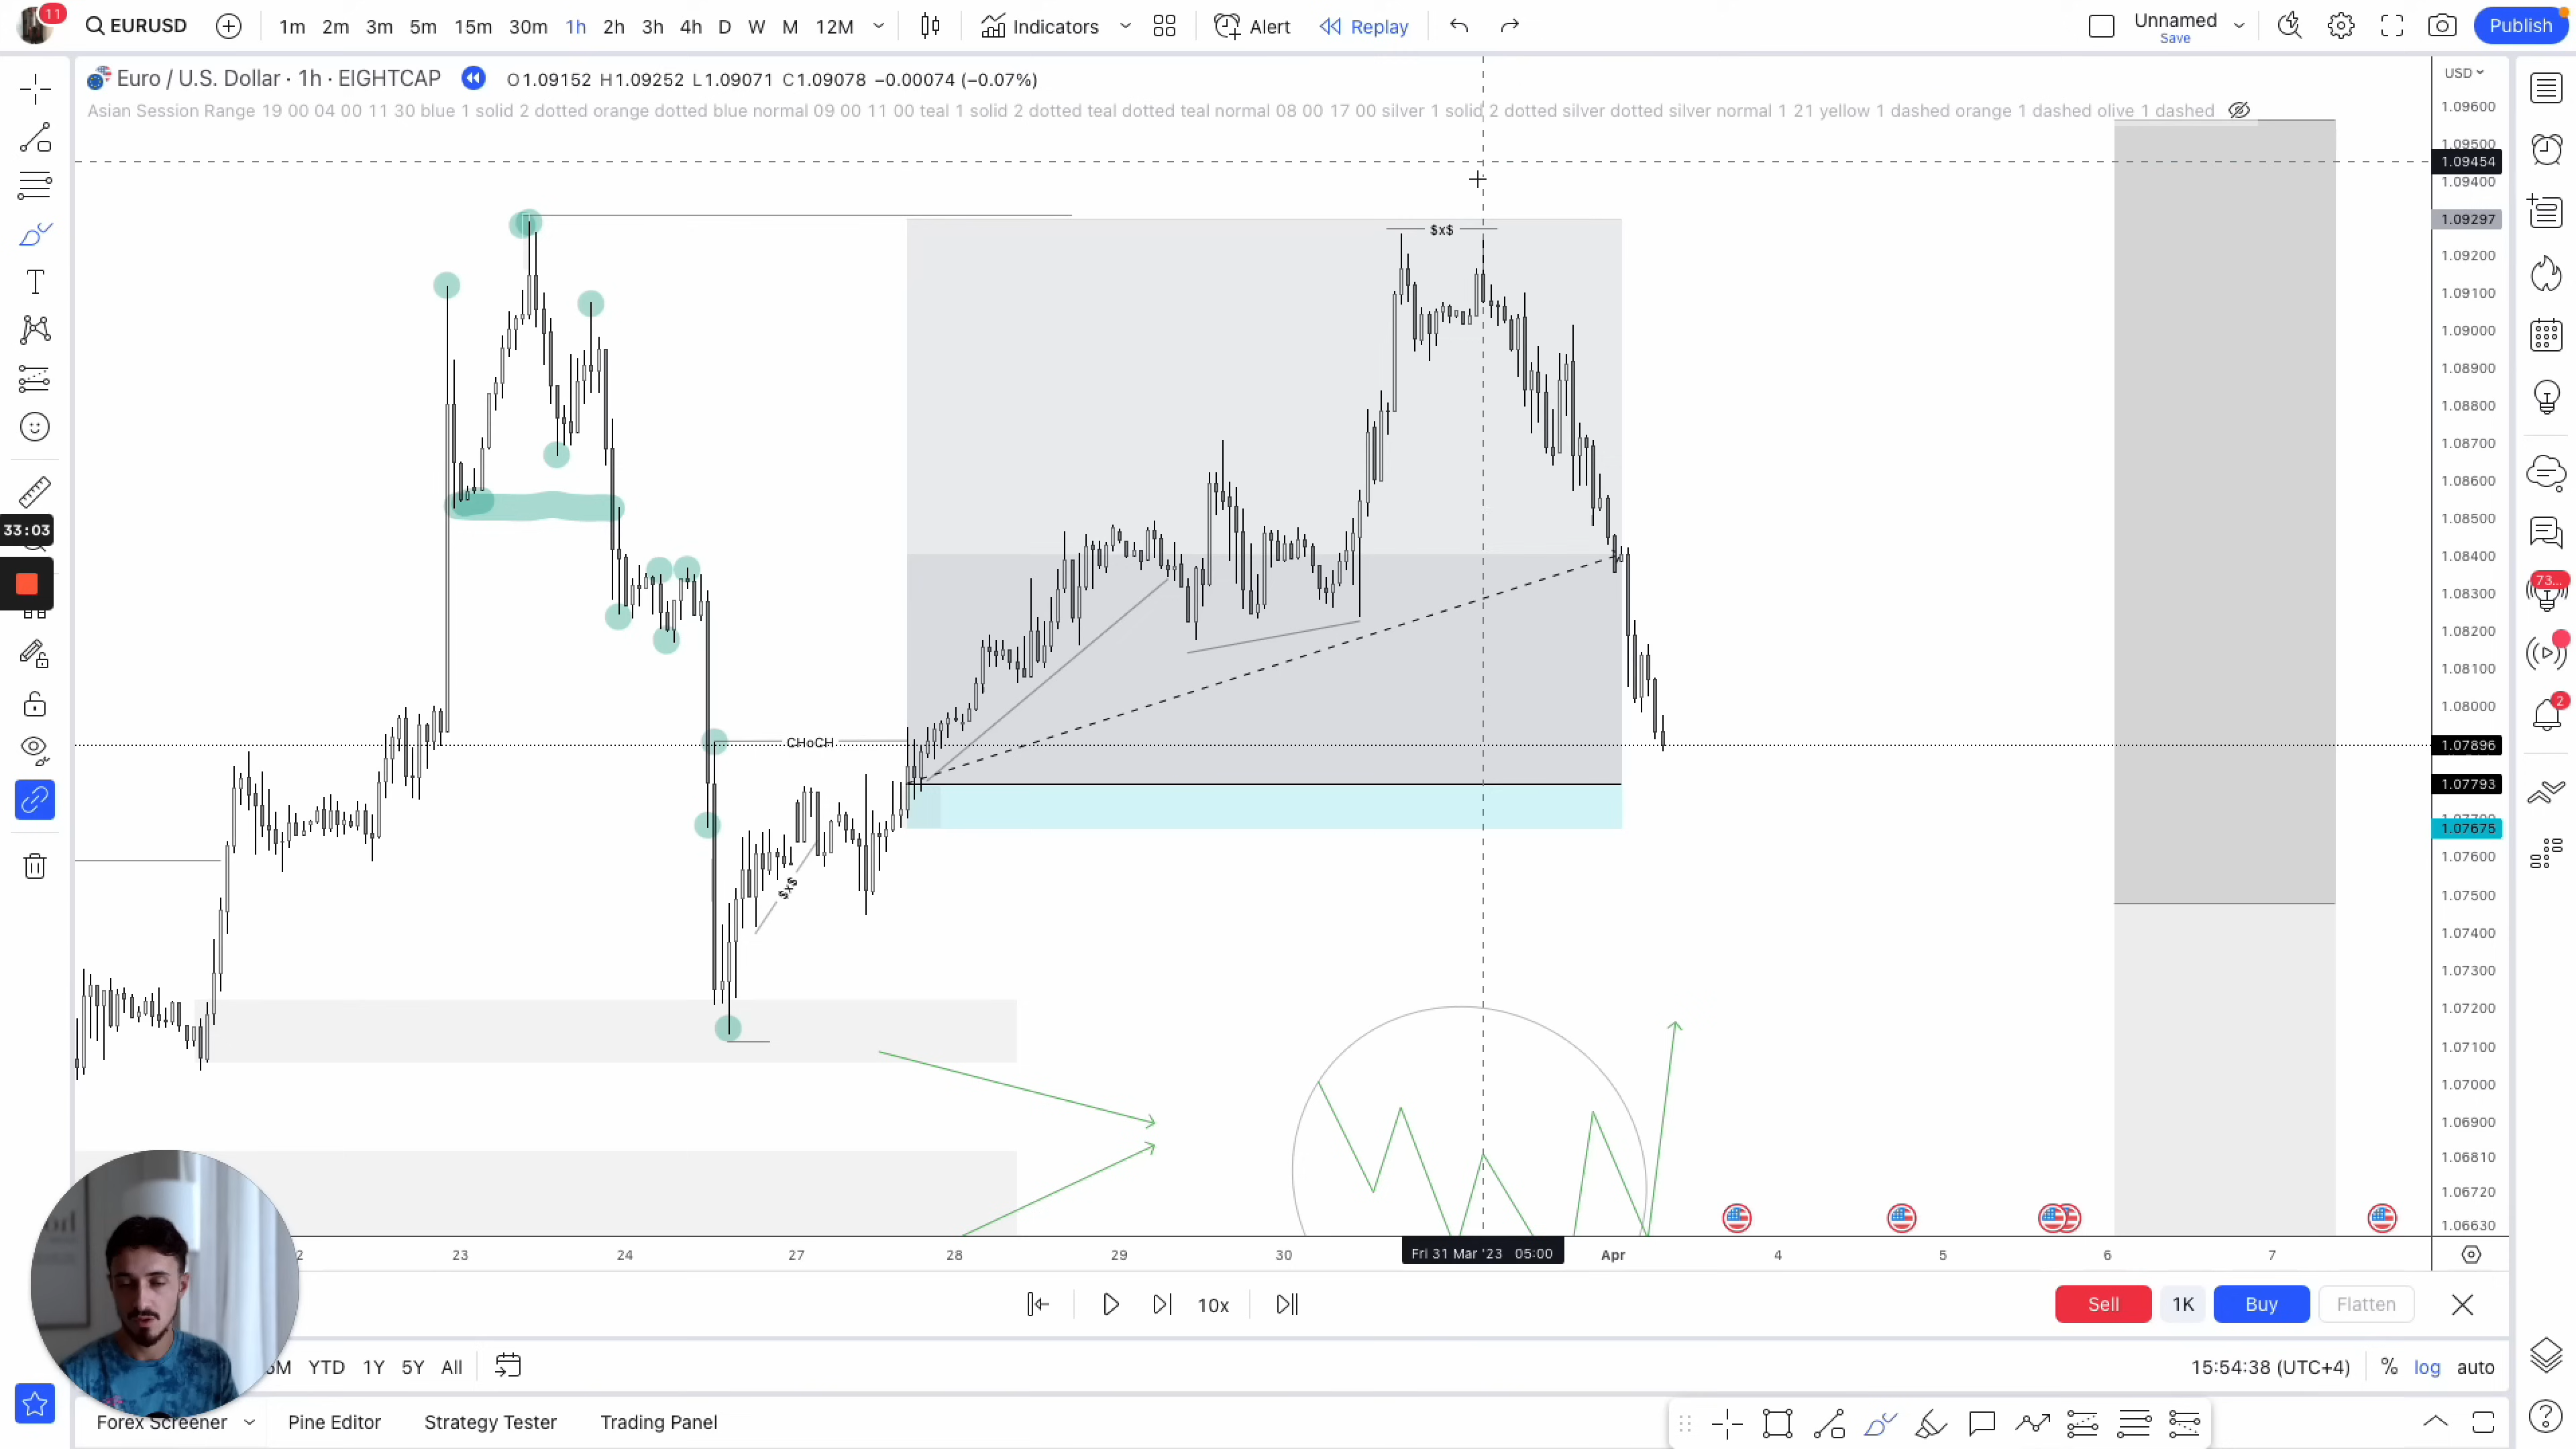 11
EURUSD 1m 2m 3m 5m 15m 30m 1h 2h 3h 4h D W M 12M Indicators Alert Replay Unnamed Save Publish
Euro / U.S. Dollar · 1h · EIGHTCAP O1.09152 H1.09252 L1.09071 C1.09078 −0.00074 (−0.07%)
Asian Session Range 19 00 04 00 11 30 blue 1 solid 2 dotted orange dotted blue normal 09 00 11 00 teal 1 solid 2 dotted teal dotted teal normal 08 00 17 00 silver 1 solid 2 dotted silver dotted silver normal 1 21 yellow 1 dashed orange 1 dashed olive 1 dashed
USD
1.09600
1.09500
1.09454
1.09400
1.09297
1.09200
1.09100
1.09000
1.08900
1.08800
1.08700
1.08600
1.08500
1.08400
1.08300
1.08200
1.08100
1.08000
1.07896
1.07793
1.07675
1.07600
1.07500
1.07400
1.07300
1.07200
1.07100
1.07000
1.06900
1.06810
1.06720
1.06630
$x$
CHoCH
$x$
33:03
73...
2
23 24 27 28 29 30 Fri 31 Mar '23 05:00 Apr 4 5 6 7
10x
Sell 1K Buy Flatten
YTD 1Y 5Y All
15:54:38 (UTC+4) % log auto
Forex Screener Pine Editor Strategy Tester Trading Panel